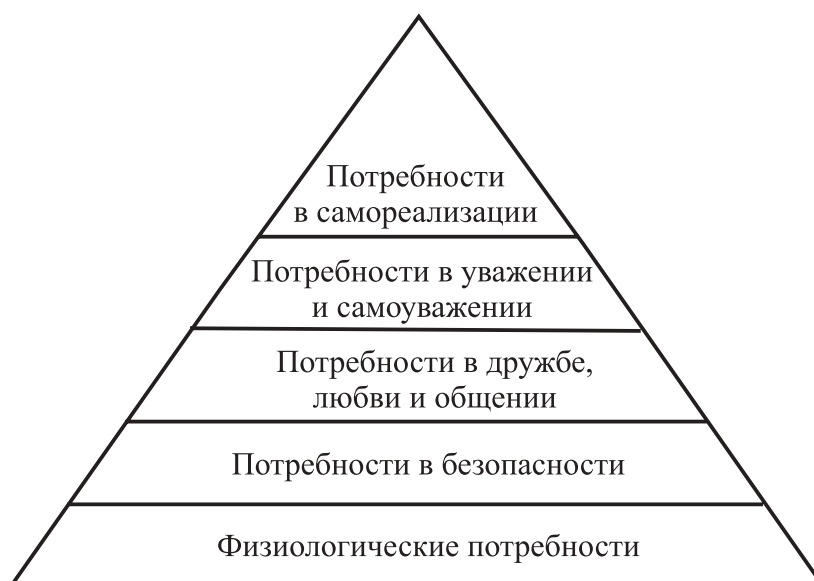 Потребности
в самореализации
Потребности в уважении
и самоуважении
Потребности в дружбе,
любви и общении
Потребности в безопасности
Физиологические потребности